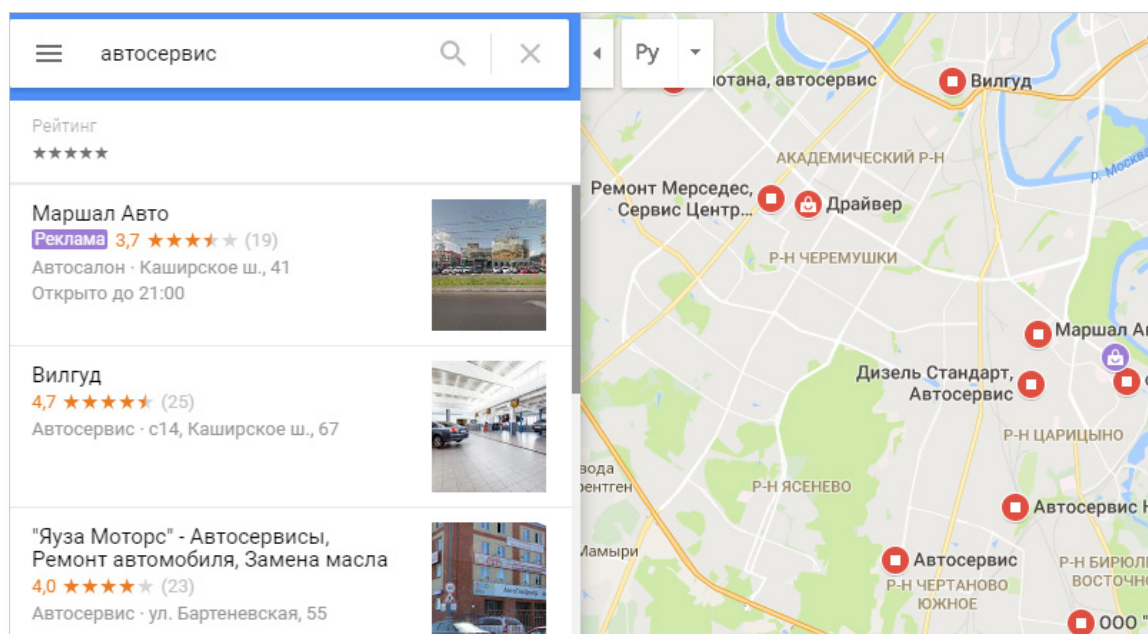 автосервис
Рейтинг
★★★★★
Маршал Авто
Реклама 3,7 ★★★★★ (19)
Автосалон · Каширское ш., 41
Открыто до 21:00
Вилгуд
4,7 ★★★★★ (25)
Автосервис · с14, Каширское ш., 67
"Яуза Моторс" - Автосервисы,
Ремонт автомобиля, Замена масла
4,0 ★★★★★ (23)
Автосервис · ул. Бартеневская, 55
Ру
отана, автосервис
Вилгуд
АКАДЕМИЧЕСКИЙ Р-Н
р. Москва
Ремонт Мерседес,
Сервис Центр...
Драйвер
Р-Н ЧЕРЕМУШКИ
Маршал А
Дизель Стандарт,
Автосервис
Р-Н ЦАРИЦЫНО
вода
рентген
Р-Н ЯСЕНЕВО
Автосервис
Мамыри
Автосервис
Р-Н ЧЕРТАНОВО
ЮЖНОЕ
Р-Н БИРЮЛ
ВОСТОЧНО
ООО "